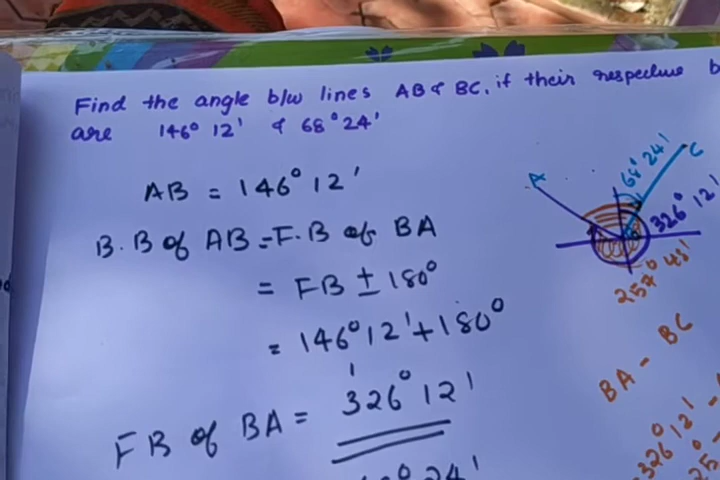 Find the angle b/w lines AB & BC, if their respective b
are 146° 12' & 68° 24'
AB = 146° 12'
B.B of AB = F.B of BA
= FB ± 180°
= 146° 12' + 180°
FB of BA = 326° 12'
0° 24'
A
68° 24'
C
326° 12'
257° 48'
BA - BC
326° 12' -